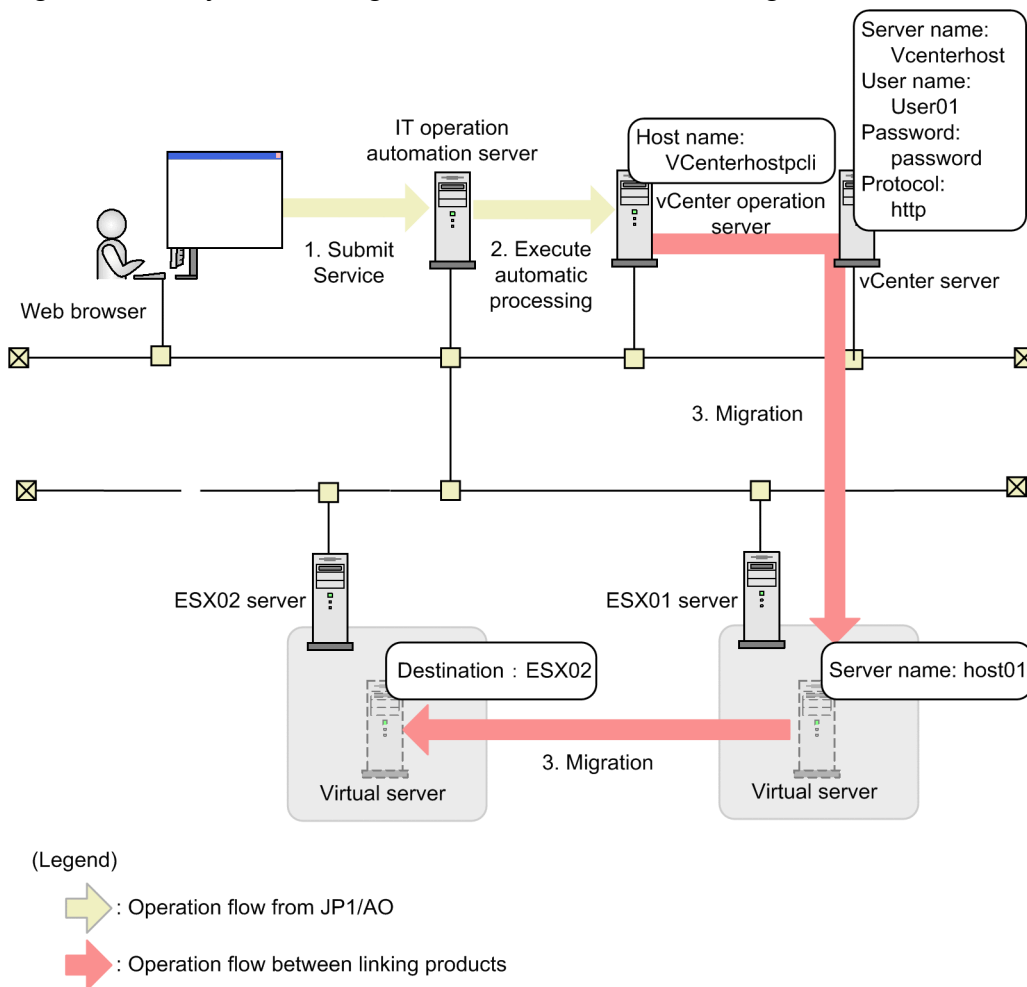 Server name:
Vcenterhost
User name:
User01
Password:
password
Protocol:
http
IT operation
automation server
Host name:
VCenterhostpcli
vCenter operation
server
1. Submit
Service
2. Execute
automatic
processing
vCenter server
Web browser
3. Migration
ESX02 server
ESX01 server
Destination : ESX02
Server name: host01
3. Migration
Virtual server
Virtual server
(Legend)
: Operation flow from JP1/AO
: Operation flow between linking products